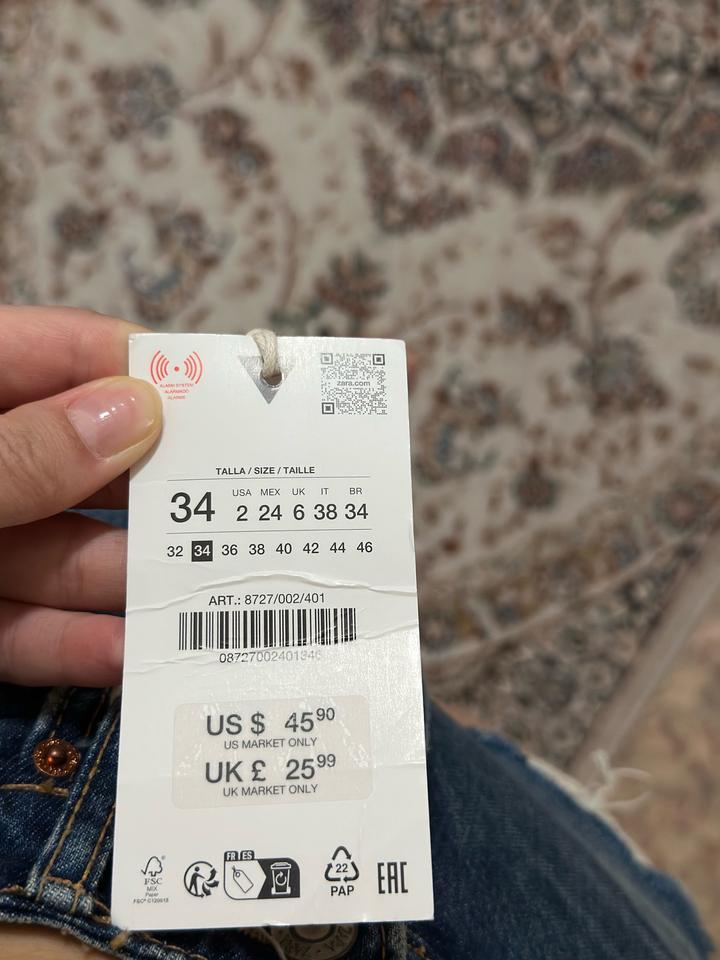 ALARM SYSTEM
ALARMADO
ALARME
zara.com
TALLA / SIZE / TAILLE
USA MEX UK IT BR
34 2 24 6 38 34
32 34 36 38 40 42 44 46
ART.: 8727/002/401
US $ 45 90
US MARKET ONLY
UK £ 25 99
UK MARKET ONLY
FR ES
FSC
MIX
Paper
22
PAP
EAC